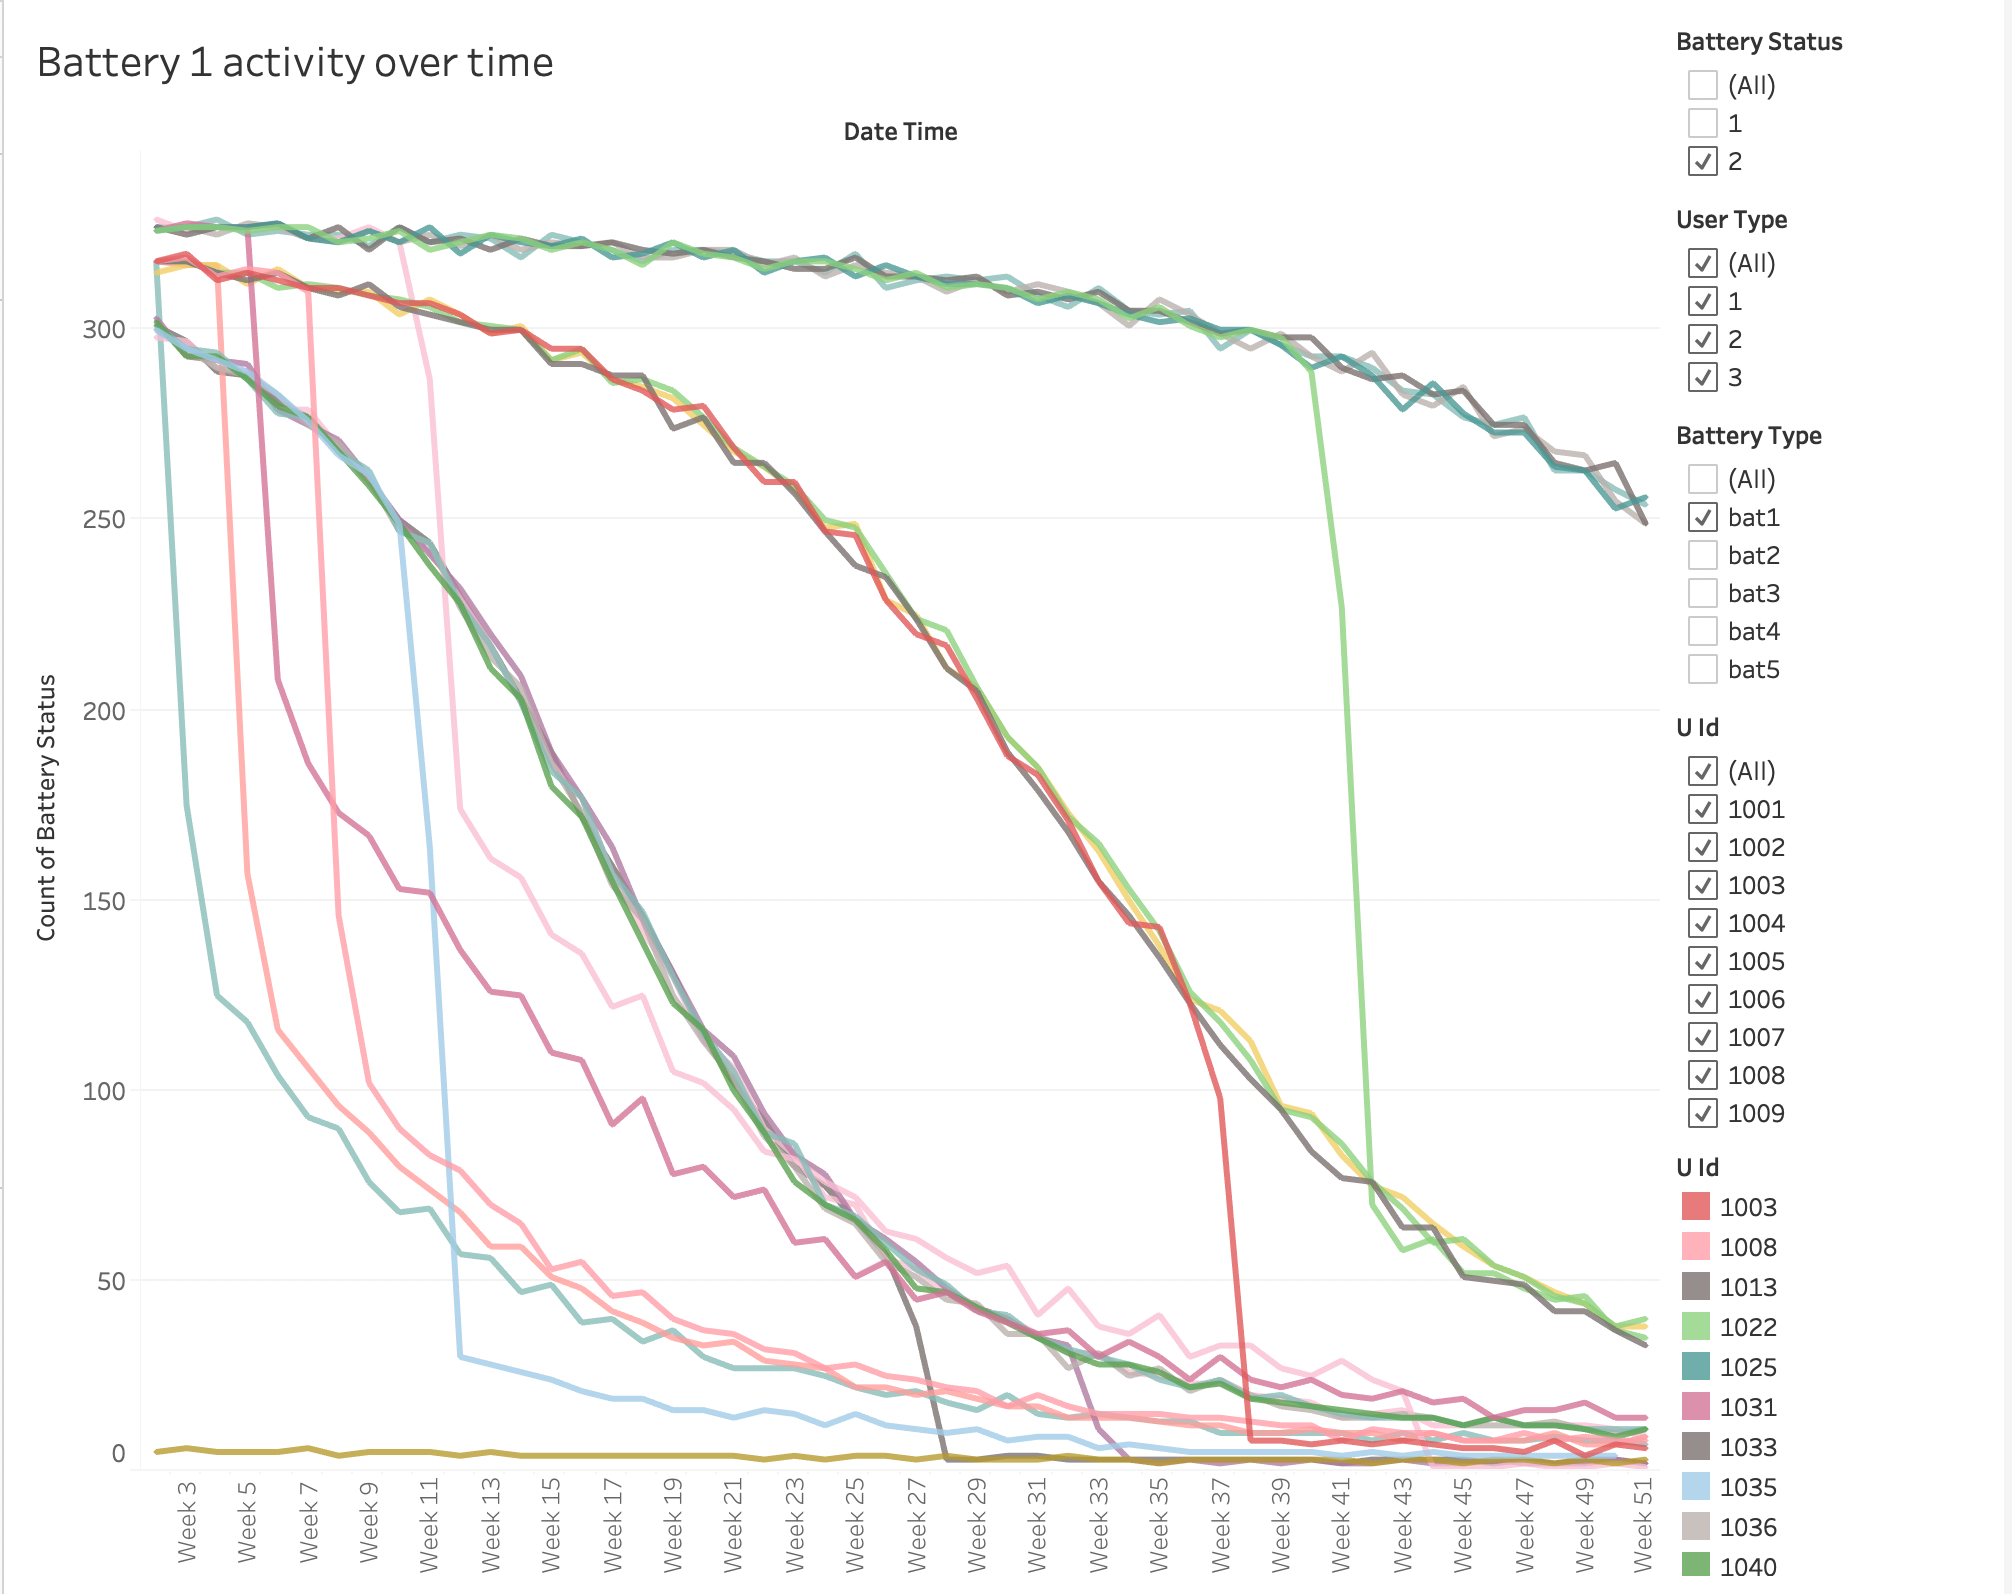 Battery 1 activity over time
Date Time
Count of Battery Status
300
250
200
150
100
50
0
Week 3
Week 5
Week 7
Week 9
Week 11
Week 13
Week 15
Week 17
Week 19
Week 21
Week 23
Week 25
Week 27
Week 29
Week 31
Week 33
Week 35
Week 37
Week 39
Week 41
Week 43
Week 45
Week 47
Week 49
Week 51
Battery Status
(All)
1
2
User Type
(All)
1
2
3
Battery Type
(All)
bat1
bat2
bat3
bat4
bat5
U Id
(All)
1001
1002
1003
1004
1005
1006
1007
1008
1009
U Id
1003
1008
1013
1022
1025
1031
1033
1035
1036
1040